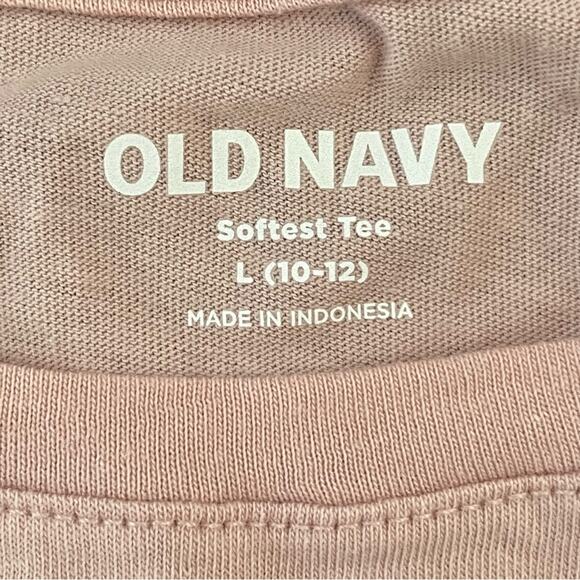 OLD NAVY
Softest Tee
L (10-12)
MADE IN INDONESIA